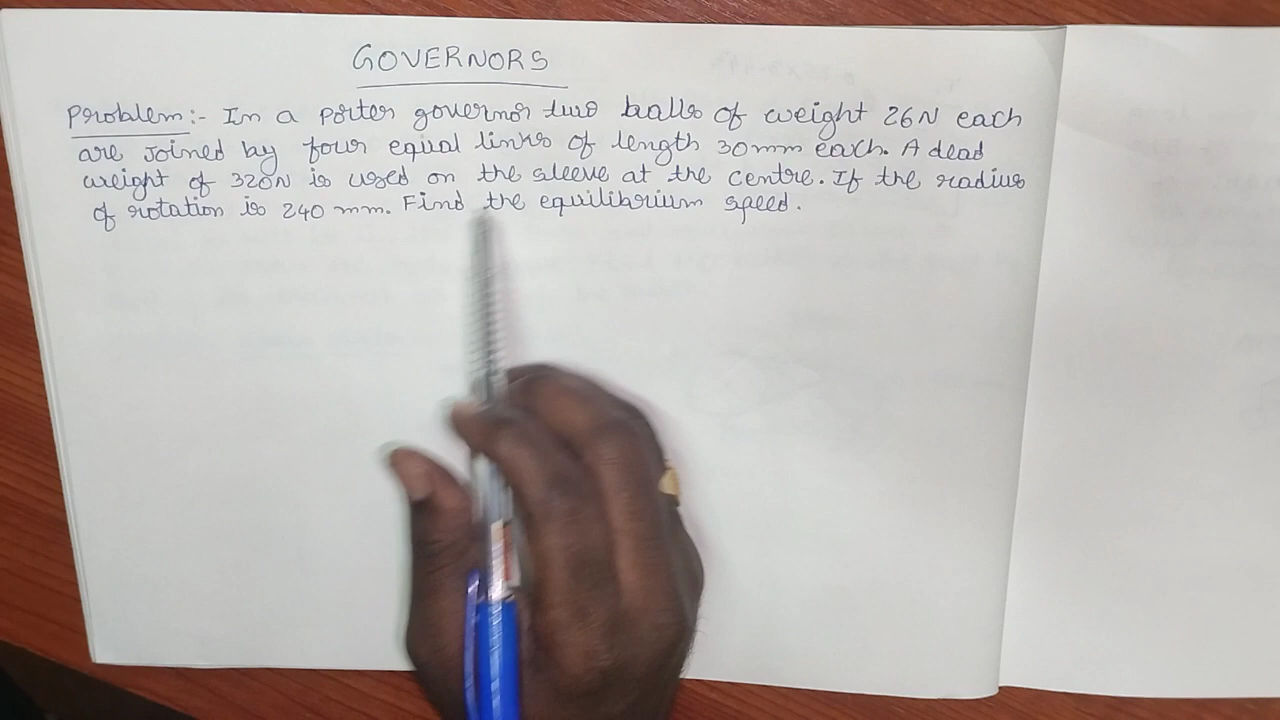 GOVERNORS
Problem:- In a porter governor two balls of weight 26N each
are joined by four equal links of length 30mm each. A dead
weight of 320N is used on the sleeve at the centre. If the radius
of rotation is 240 mm. Find the equilibrium speed.